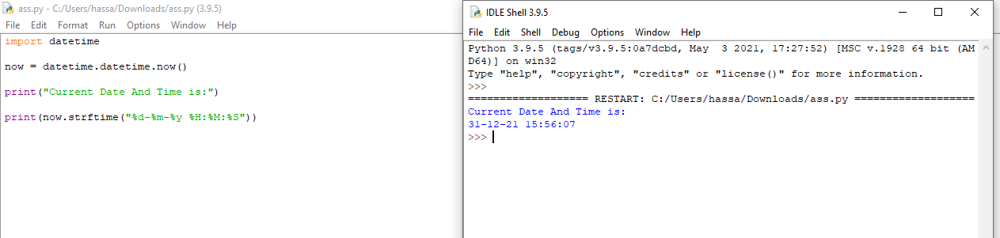 ass.py - C:/Users/hassa/Downloads/ass.py (3.9.5)
File Edit Format Run Options Window Help
import datetime
now = datetime.datetime.now()
print("Current Date And Time is:")
print(now.strftime("%d-%m-%y %H:%M:%S"))
IDLE Shell 3.9.5
File Edit Shell Debug Options Window Help
Python 3.9.5 (tags/v3.9.5:0a7dcbd, May  3 2021, 17:27:52) [MSC v.1928 64 bit (AM
D64)] on win32
Type "help", "copyright", "credits" or "license()" for more information.
>>>
=================== RESTART: C:/Users/hassa/Downloads/ass.py ===================
Current Date And Time is:
31-12-21 15:56:07
>>>